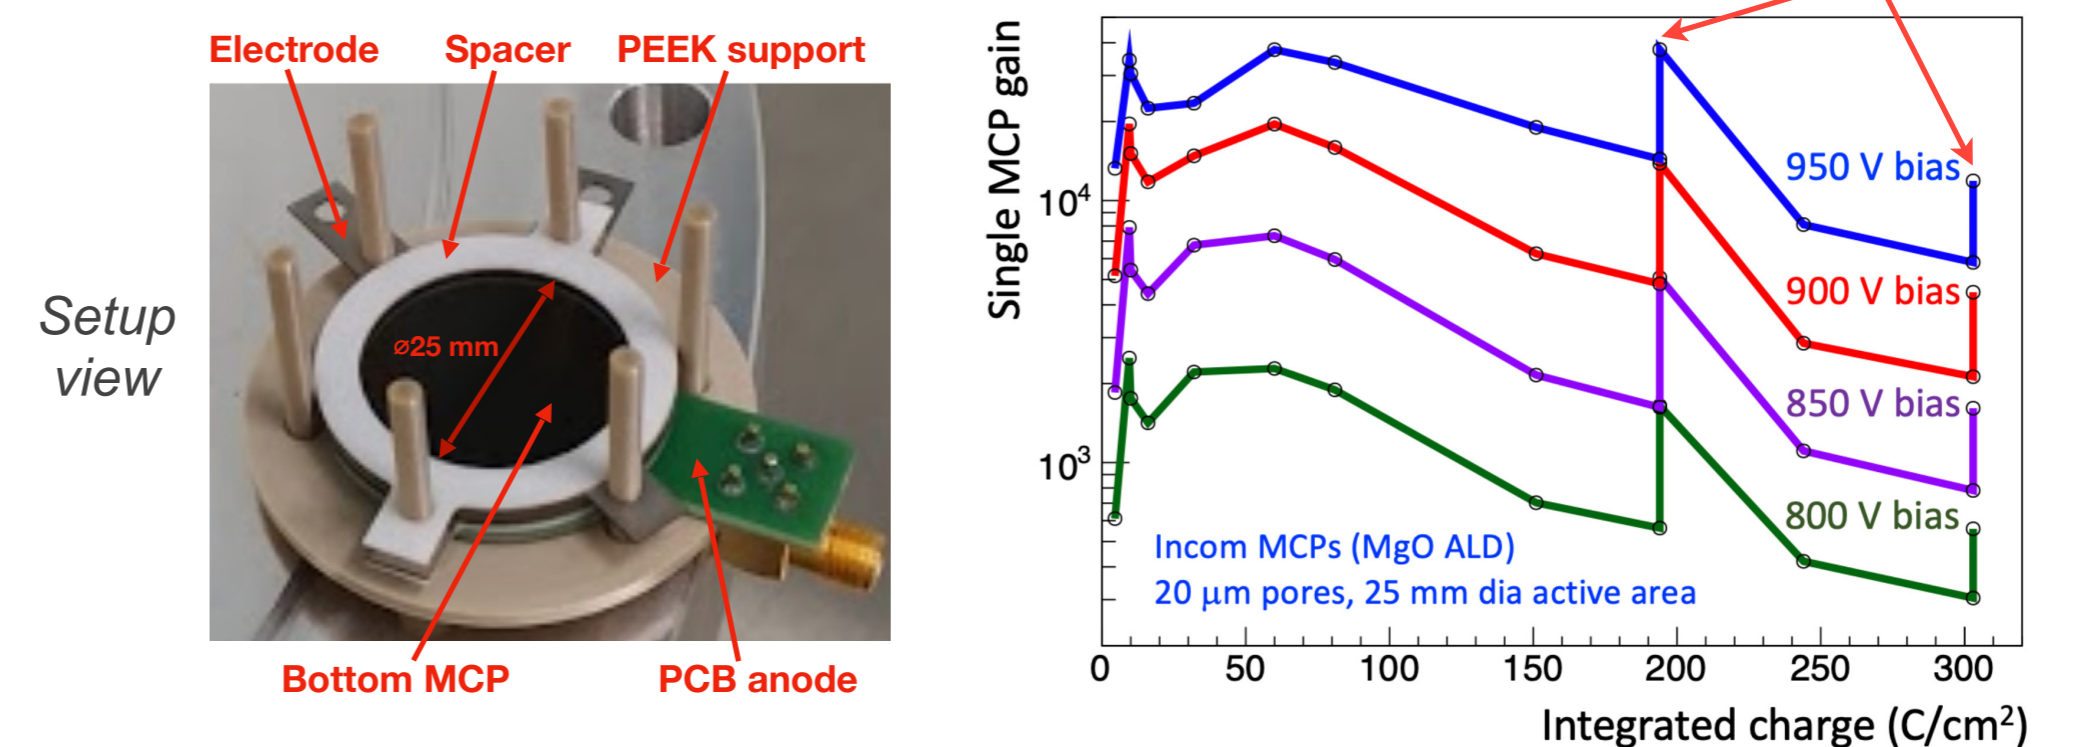 Electrode
Spacer
PEEK support
Setup
view
⌀25 mm
Bottom MCP
PCB anode
Single MCP gain
10⁴
10³
950 V bias
900 V bias
850 V bias
800 V bias
Incom MCPs (MgO ALD)
20 μm pores, 25 mm dia active area
0 50 100 150 200 250 300
Integrated charge (C/cm²)